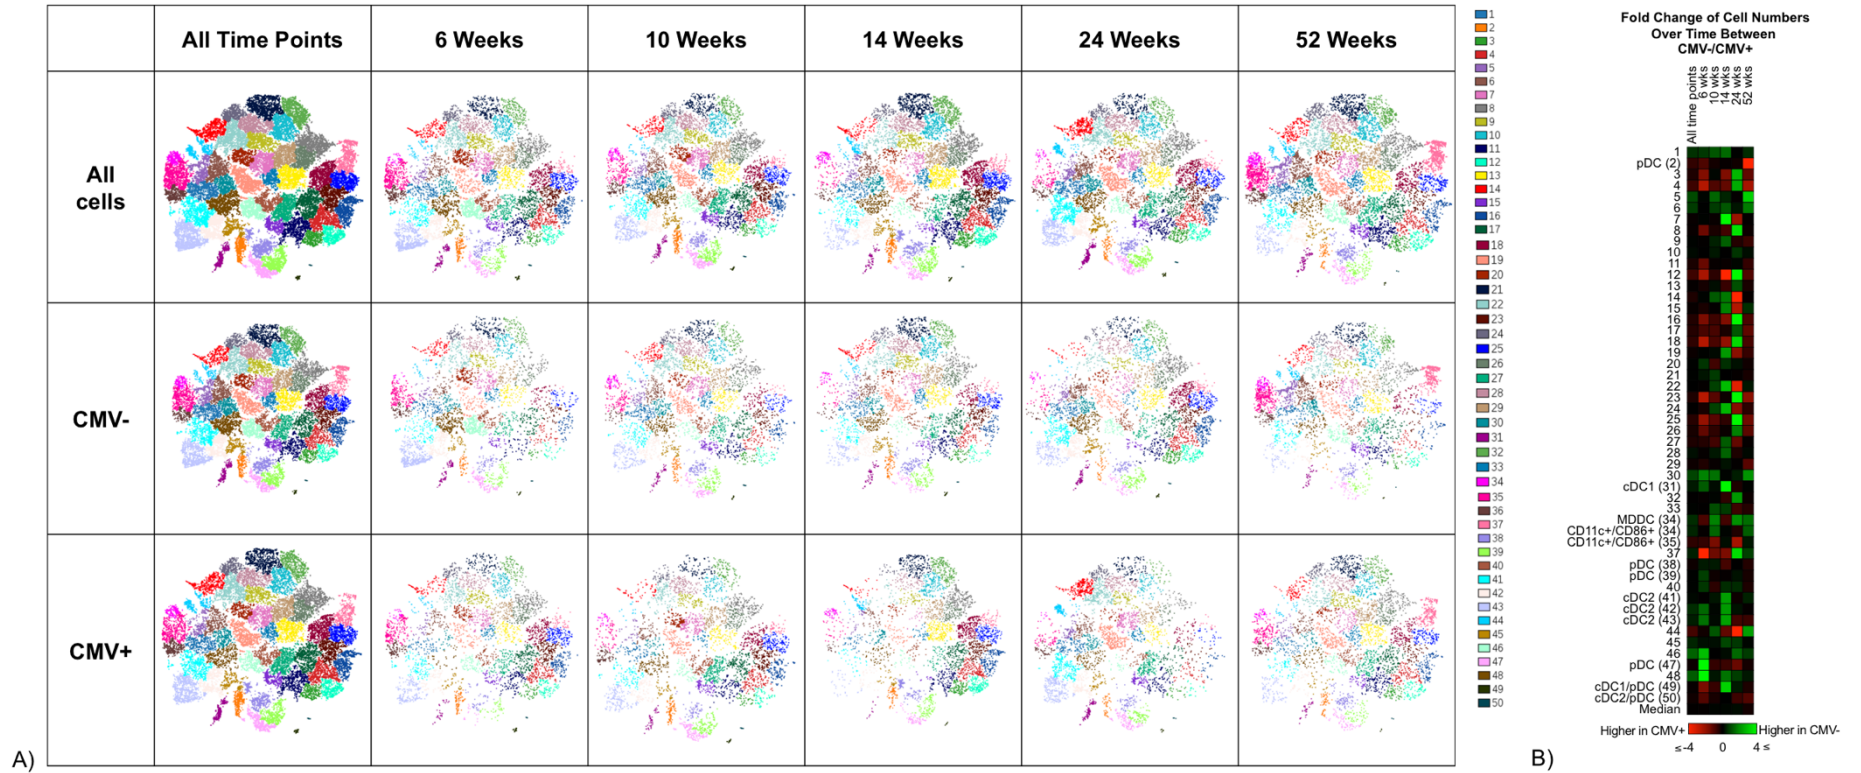 All Time Points
6 Weeks
10 Weeks
14 Weeks
24 Weeks
52 Weeks
All
cells
CMV-
CMV+
A)
1
2
3
4
5
6
7
8
9
10
11
12
13
14
15
16
17
18
19
20
21
22
23
24
25
26
27
28
29
30
31
32
33
34
35
36
37
38
39
40
41
42
43
44
45
46
47
48
49
50
Fold Change of Cell Numbers
Over Time Between
CMV-/CMV+
All time points
6 wks
10 wks
14 wks
24 wks
52 wks
1
pDC (2)
3
4
5
6
7
8
9
10
11
12
13
14
15
16
17
18
19
20
21
22
23
24
25
26
27
28
29
30
cDC1 (31)
32
33
MDDC (34)
CD11c+/CD86+ (34)
CD11c+/CD86+ (35)
37
pDC (38)
pDC (39)
40
cDC2 (41)
cDC2 (42)
cDC2 (43)
44
45
46
pDC (47)
48
cDC1/pDC (49)
cDC2/pDC (50)
Median
Higher in CMV+
Higher in CMV-
≤-4 0 4 ≤
B)